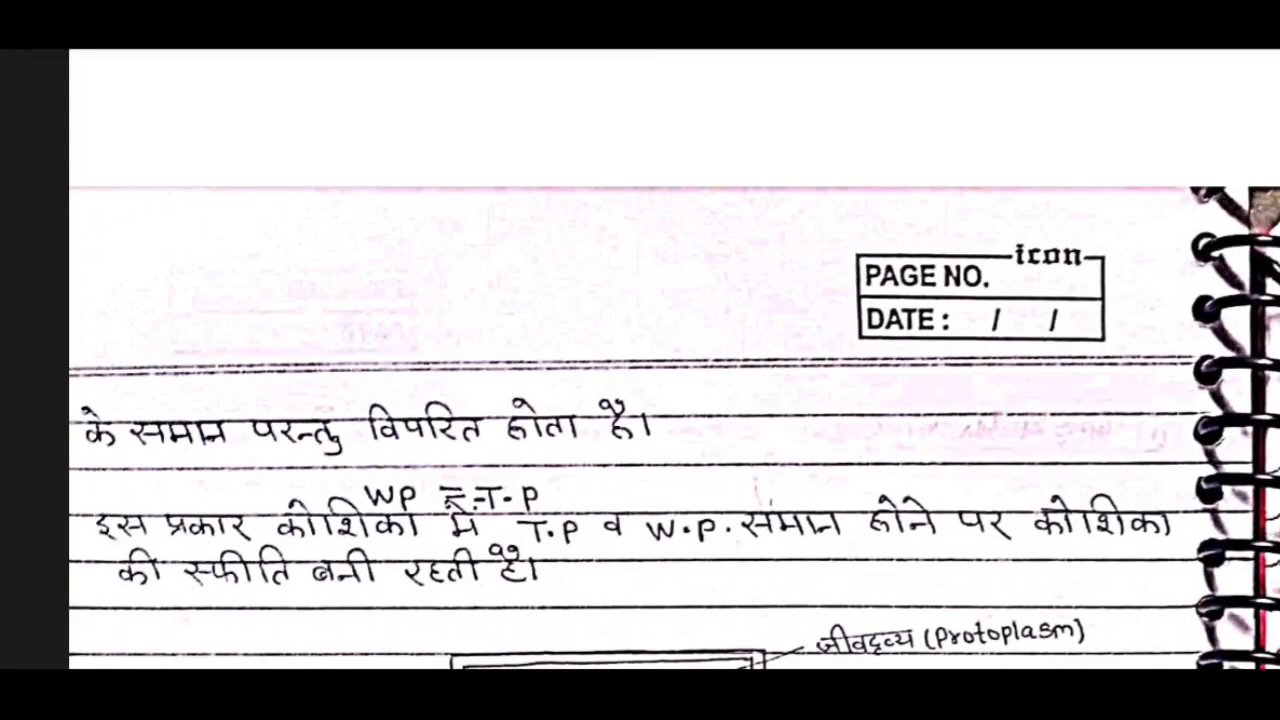 icon
PAGE NO.
DATE : / /
के समान परन्तु विपरित होता है।
WP = -T.P
इस प्रकार कोशिका में T.P व W.P. समान होने पर कोशिका
की स्फीति बनी रहती है।
जीवद्रव्य (Protoplasm)